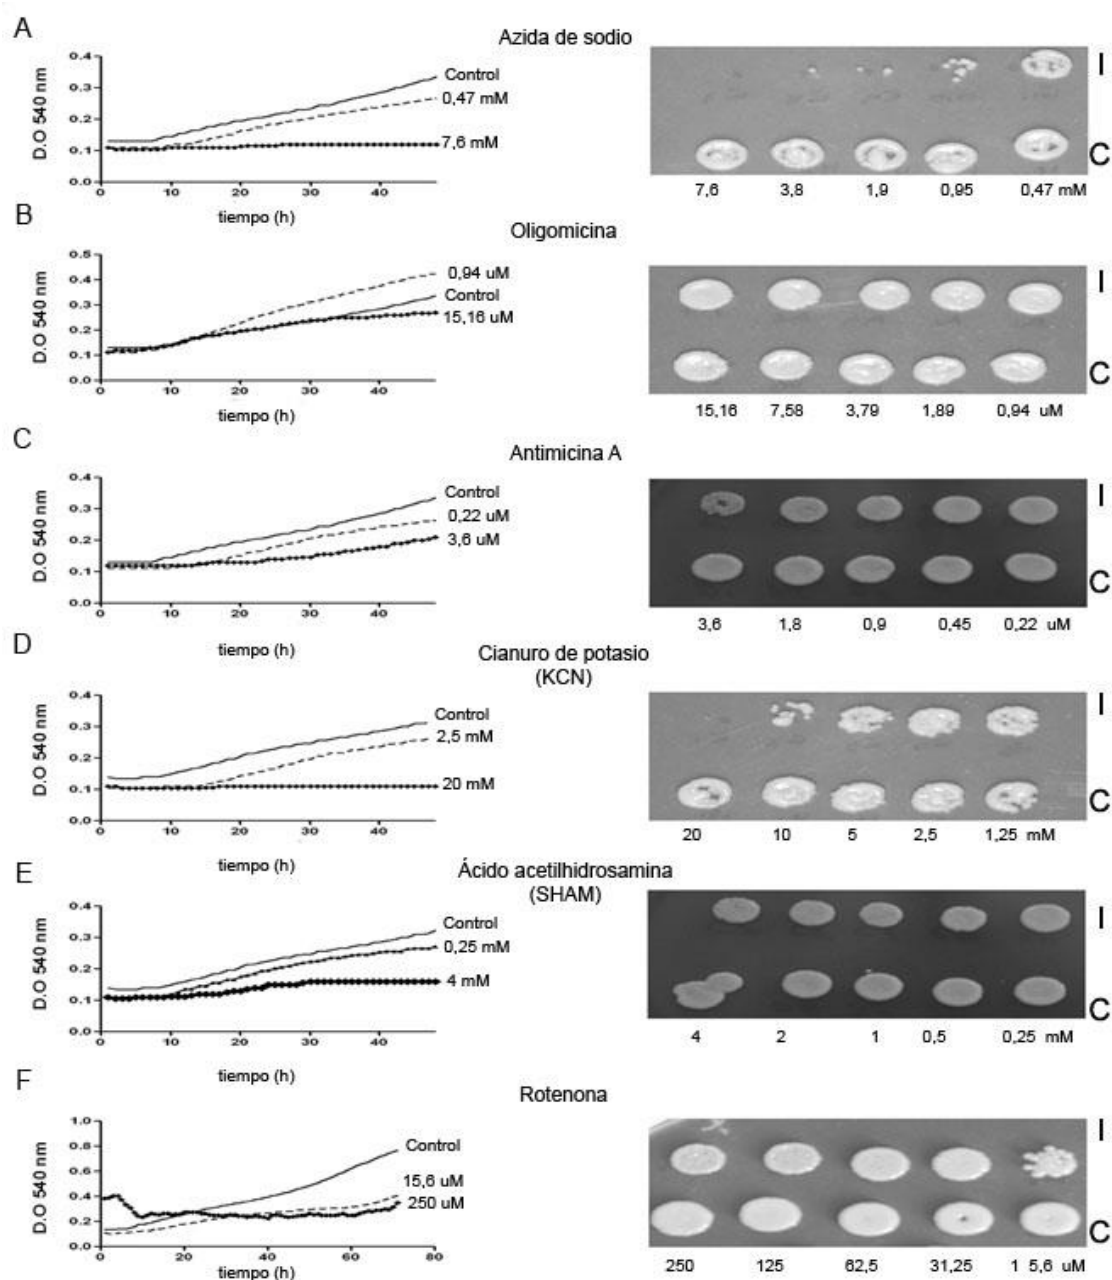 A
Azida de sodio
D.O 540 nm
0.4
0.3
0.2
0.1
0.0
0 10 20 30 40
tiempo (h)
Control
0,47 mM
7,6 mM
I
C
7,6 3,8 1,9 0,95 0,47 mM
B
Oligomicina
D.O 540 nm
0.5
0.4
0.3
0.2
0.1
0.0
0 10 20 30 40
tiempo (h)
0,94 uM
Control
15,16 uM
I
C
15,16 7,58 3,79 1,89 0,94 uM
C
Antimicina A
D.O 540 nm
0.4
0.3
0.2
0.1
0.0
0 10 20 30 40
tiempo (h)
Control
0,22 uM
3,6 uM
I
C
3,6 1,8 0,9 0,45 0,22 uM
D
Cianuro de potasio
(KCN)
D.O 540 nm
0.4
0.3
0.2
0.1
0.0
0 10 20 30 40
tiempo (h)
Control
2,5 mM
20 mM
I
C
20 10 5 2,5 1,25 mM
E
Ácido acetilhidrosamina
(SHAM)
D.O 540 nm
0.4
0.3
0.2
0.1
0.0
0 10 20 30 40
tiempo (h)
Control
0,25 mM
4 mM
I
C
4 2 1 0,5 0,25 mM
F
Rotenona
D.O 540 nm
1.0
0.8
0.6
0.4
0.2
0.0
0 20 40 60 80
tiempo (h)
Control
15,6 uM
250 uM
I
C
250 125 62,5 31,25 1 5,6 uM